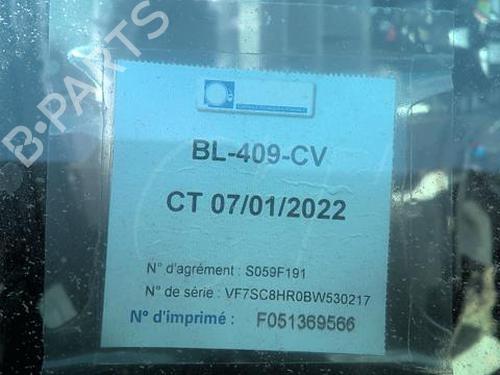 B-PARTS
BL-409-CV
CT 07/01/2022
N° d'agrément : S059F191
N° de série : VF7SC8HR0BW530217
N° d'imprimé : F051369566